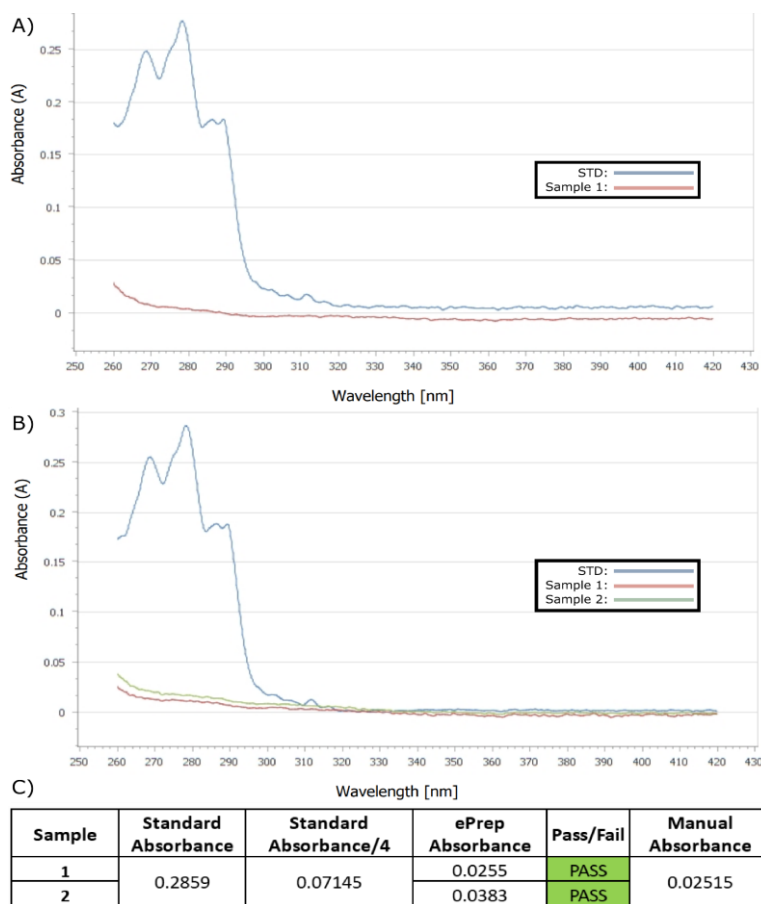 A)
0.25
0.2
0.15
0.1
0.05
0
Absorbance (A)
STD:
Sample 1:
250 260 270 280 290 300 310 320 330 340 350 360 370 380 390 400 410 420 430
Wavelength [nm]
B)
0.3
0.25
0.2
0.15
0.1
0.05
0
Absorbance (A)
STD:
Sample 1:
Sample 2:
250 260 270 280 290 300 310 320 330 340 350 360 370 380 390 400 410 420 430
Wavelength [nm]
C)
Sample Standard Absorbance Standard Absorbance/4 ePrep Absorbance Pass/Fail Manual Absorbance
1 0.2859 0.07145 0.0255 PASS 0.02515
2 0.0383 PASS